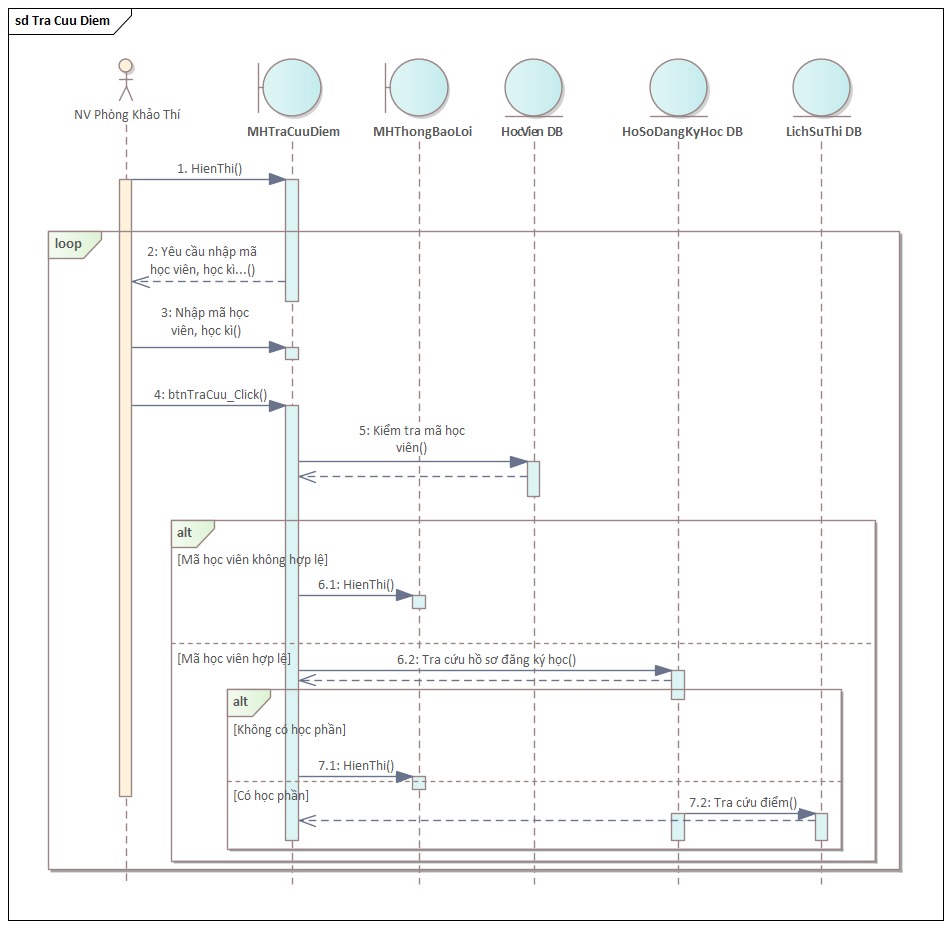 sd Tra Cuu Diem
NV Phòng Khảo Thí
MHTraCuuDiem
MHThongBaoLoi
HocVien DB
HoSoDangKyHoc DB
LichSuThi DB
1. HienThi()
loop
2: Yêu cầu nhập mã
học viên, học kì...()
3: Nhập mã học
viên, học kì()
4: btnTraCuu_Click()
5: Kiểm tra mã học
viên()
alt
[Mã học viên không hợp lệ]
6.1: HienThi()
[Mã học viên hợp lệ]
6.2: Tra cứu hồ sơ đăng ký học()
alt
[Không có học phần]
7.1: HienThi()
[Có học phần]
7.2: Tra cứu điểm()